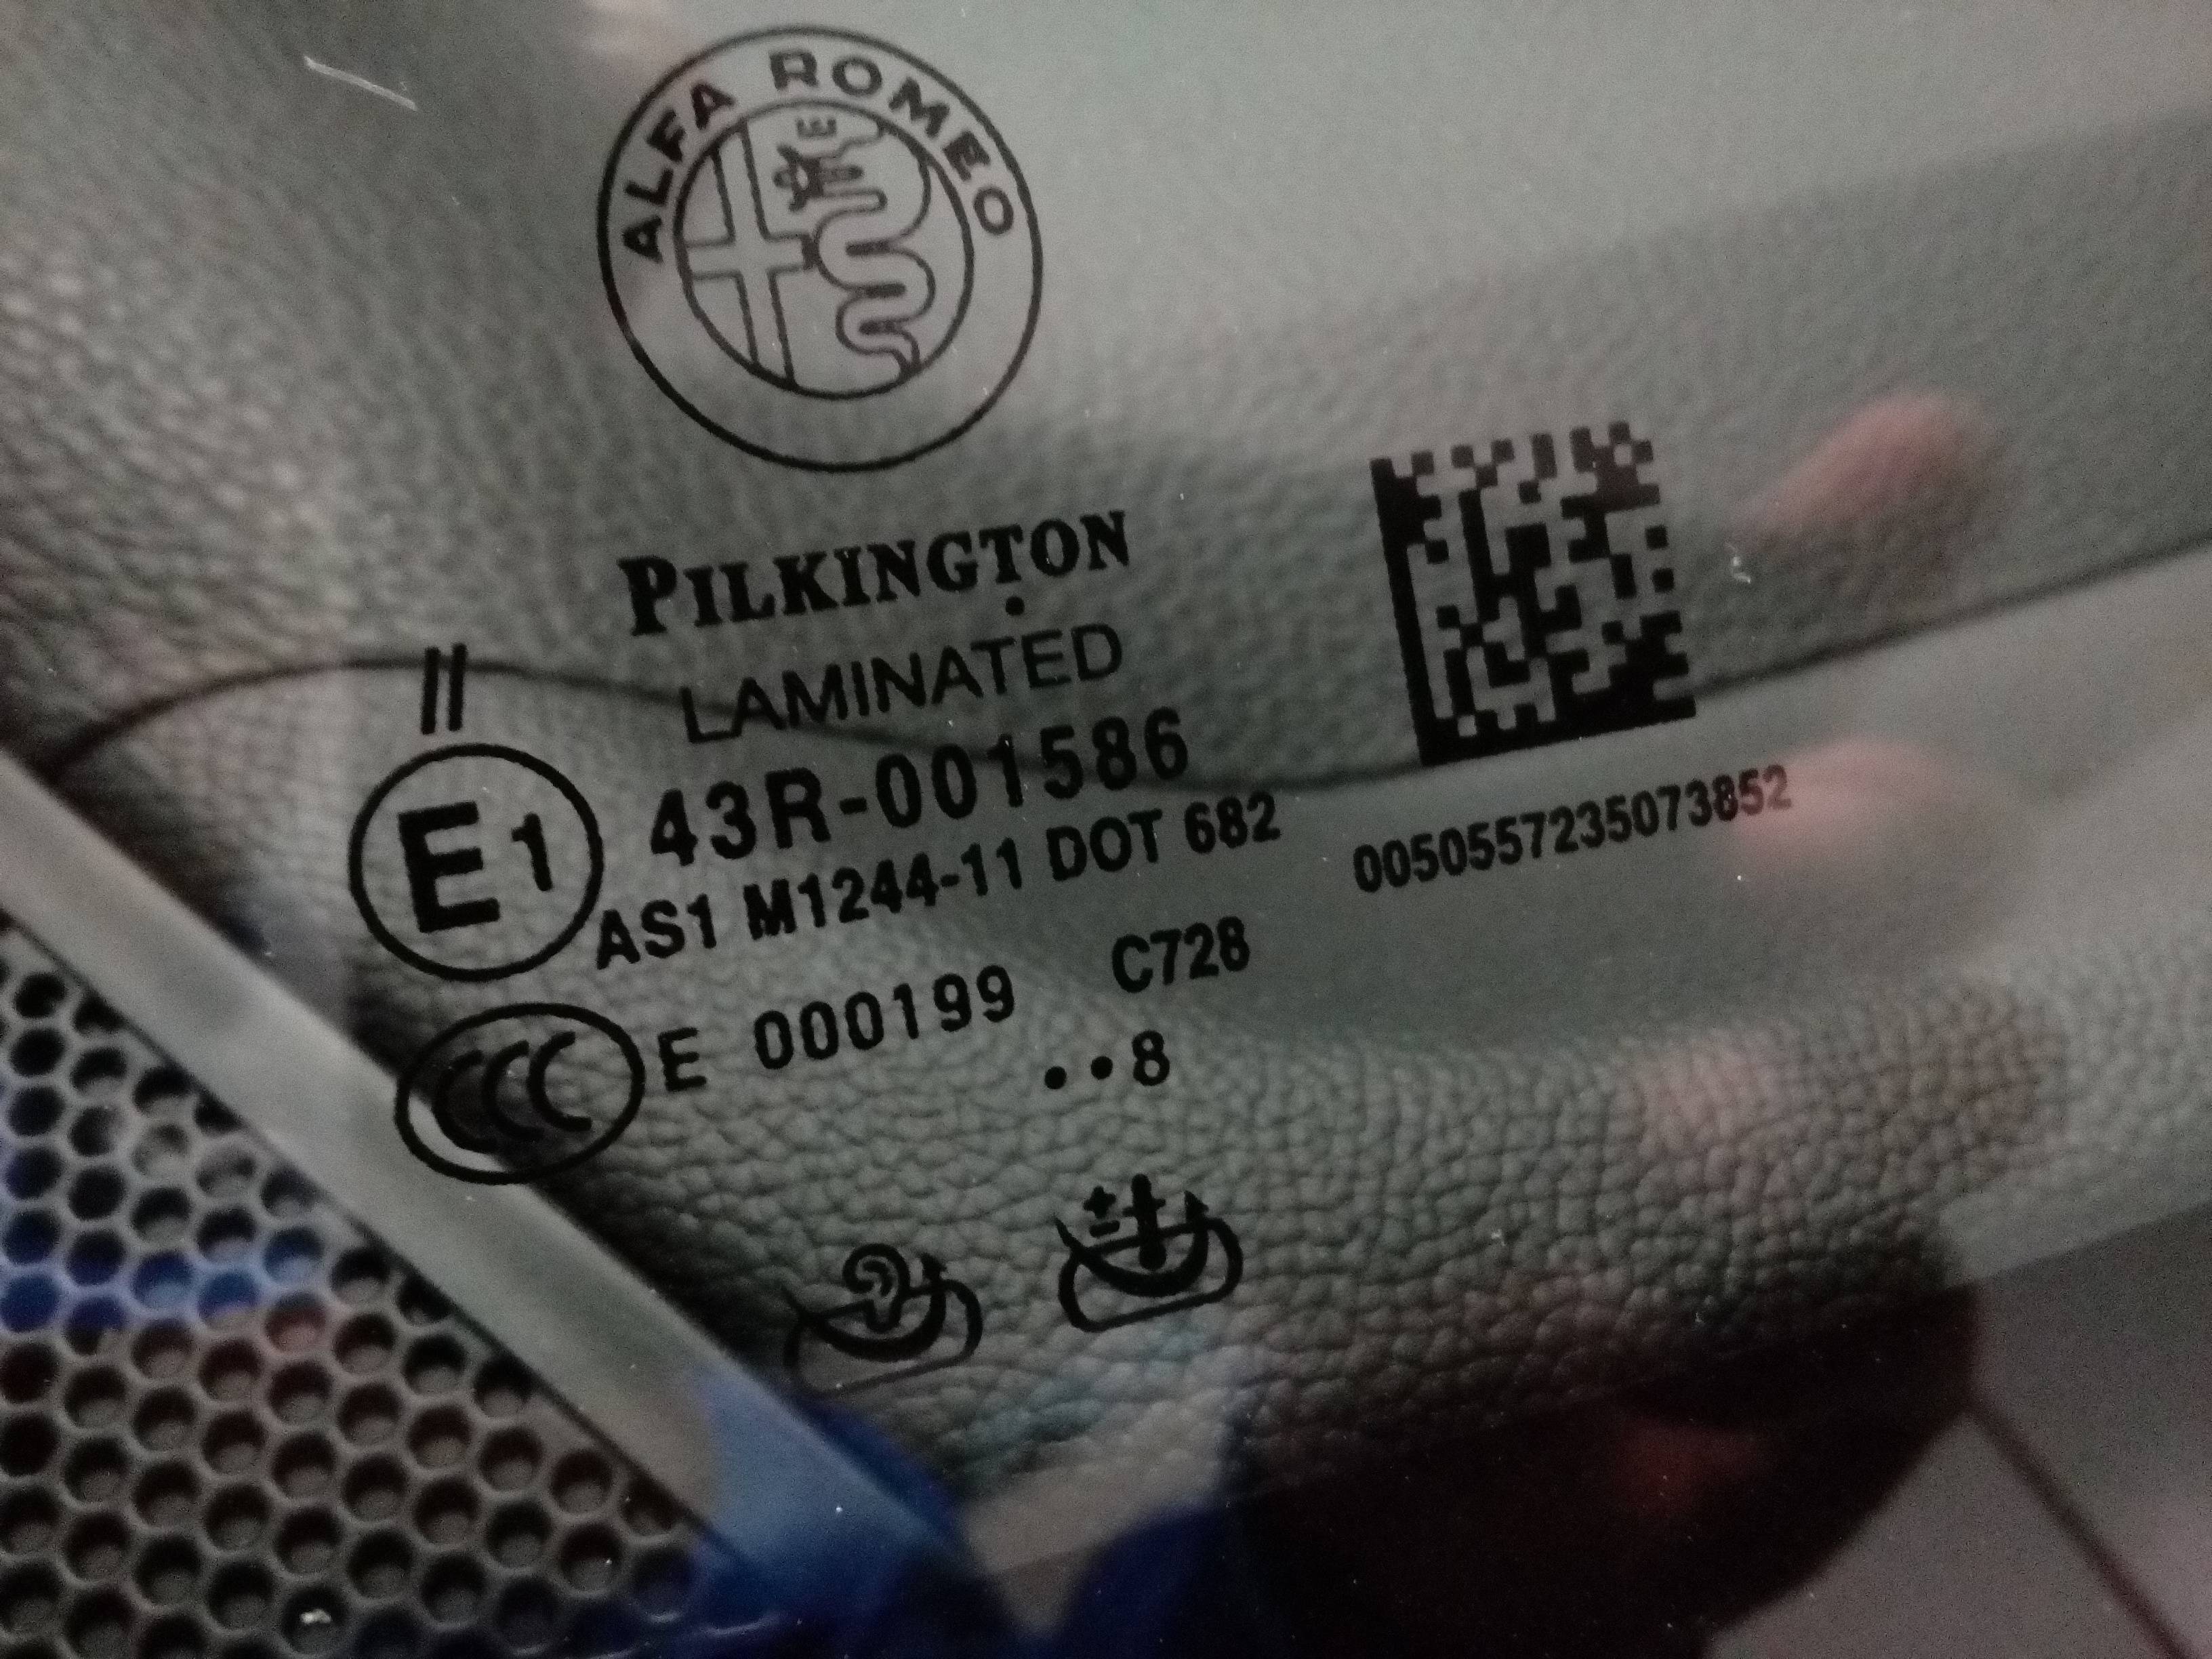 ALFA ROMEO
PILKINGTON
LAMINATED
II
E1 43R-001586
AS1 M1244-11 DOT 682
0050557235073852
CCC E 000199 C728
..8